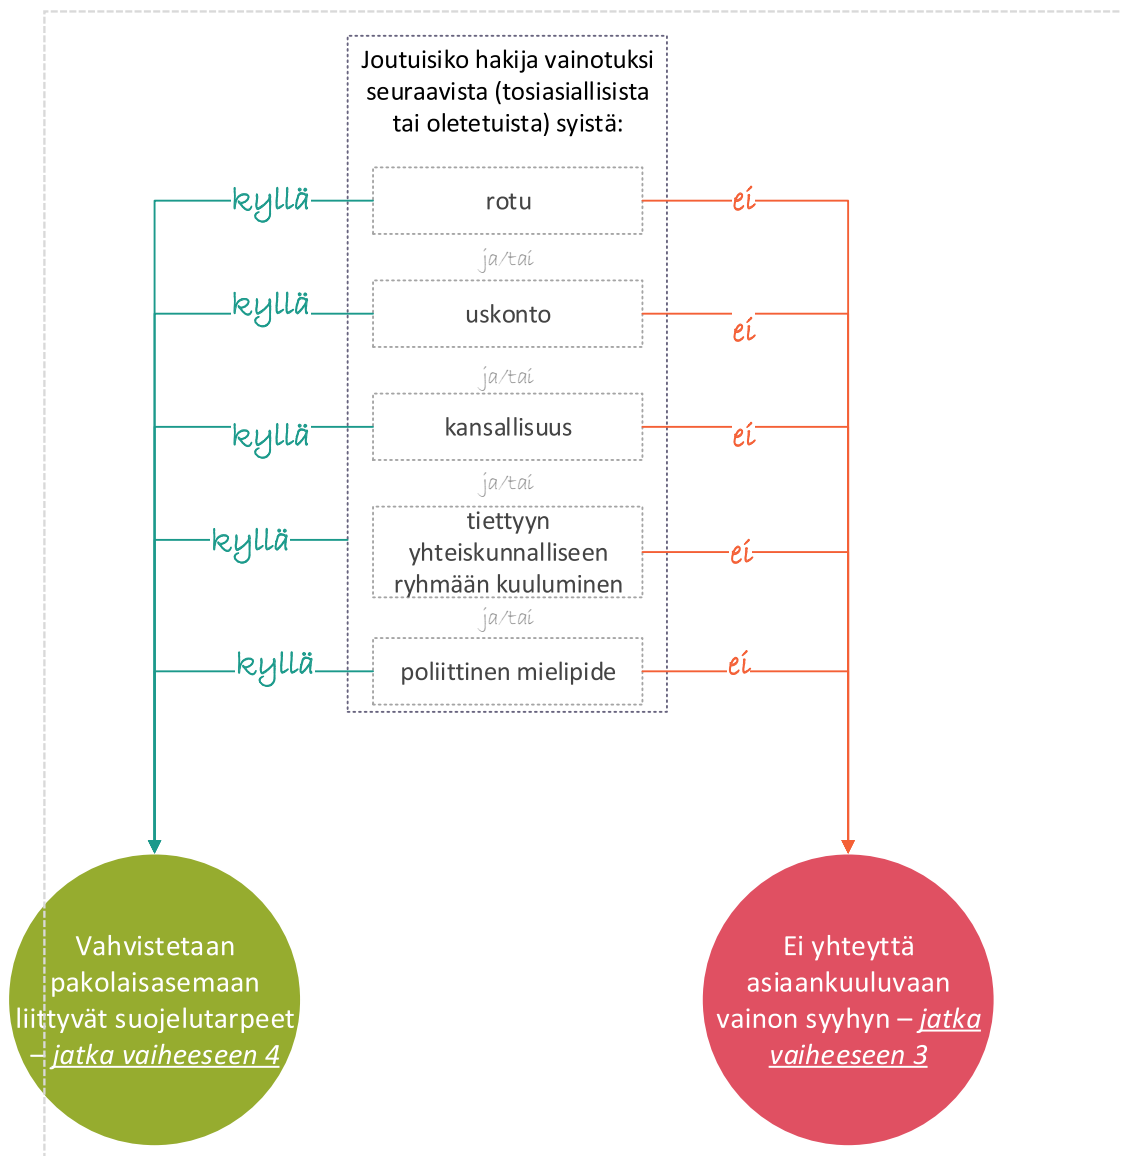 Joutuisiko hakija vainotuksi
seuraavista (tosiasiallisista
tai oletetuista) syistä:
kyllä
rotu
ei
ja/tai
kyllä
uskonto
ei
ja/tai
kyllä
kansallisuus
ei
ja/tai
kyllä
tiettyyn
yhteiskunnalliseen
ryhmään kuuluminen
ei
ja/tai
kyllä
poliittinen mielipide
ei
Vahvistetaan
pakolaisasemaan
liittyvät suojelutarpeet
– jatka vaiheeseen 4
Ei yhteyttä
asiaankuuluvaan
vainon syyhyn – jatka
vaiheeseen 3